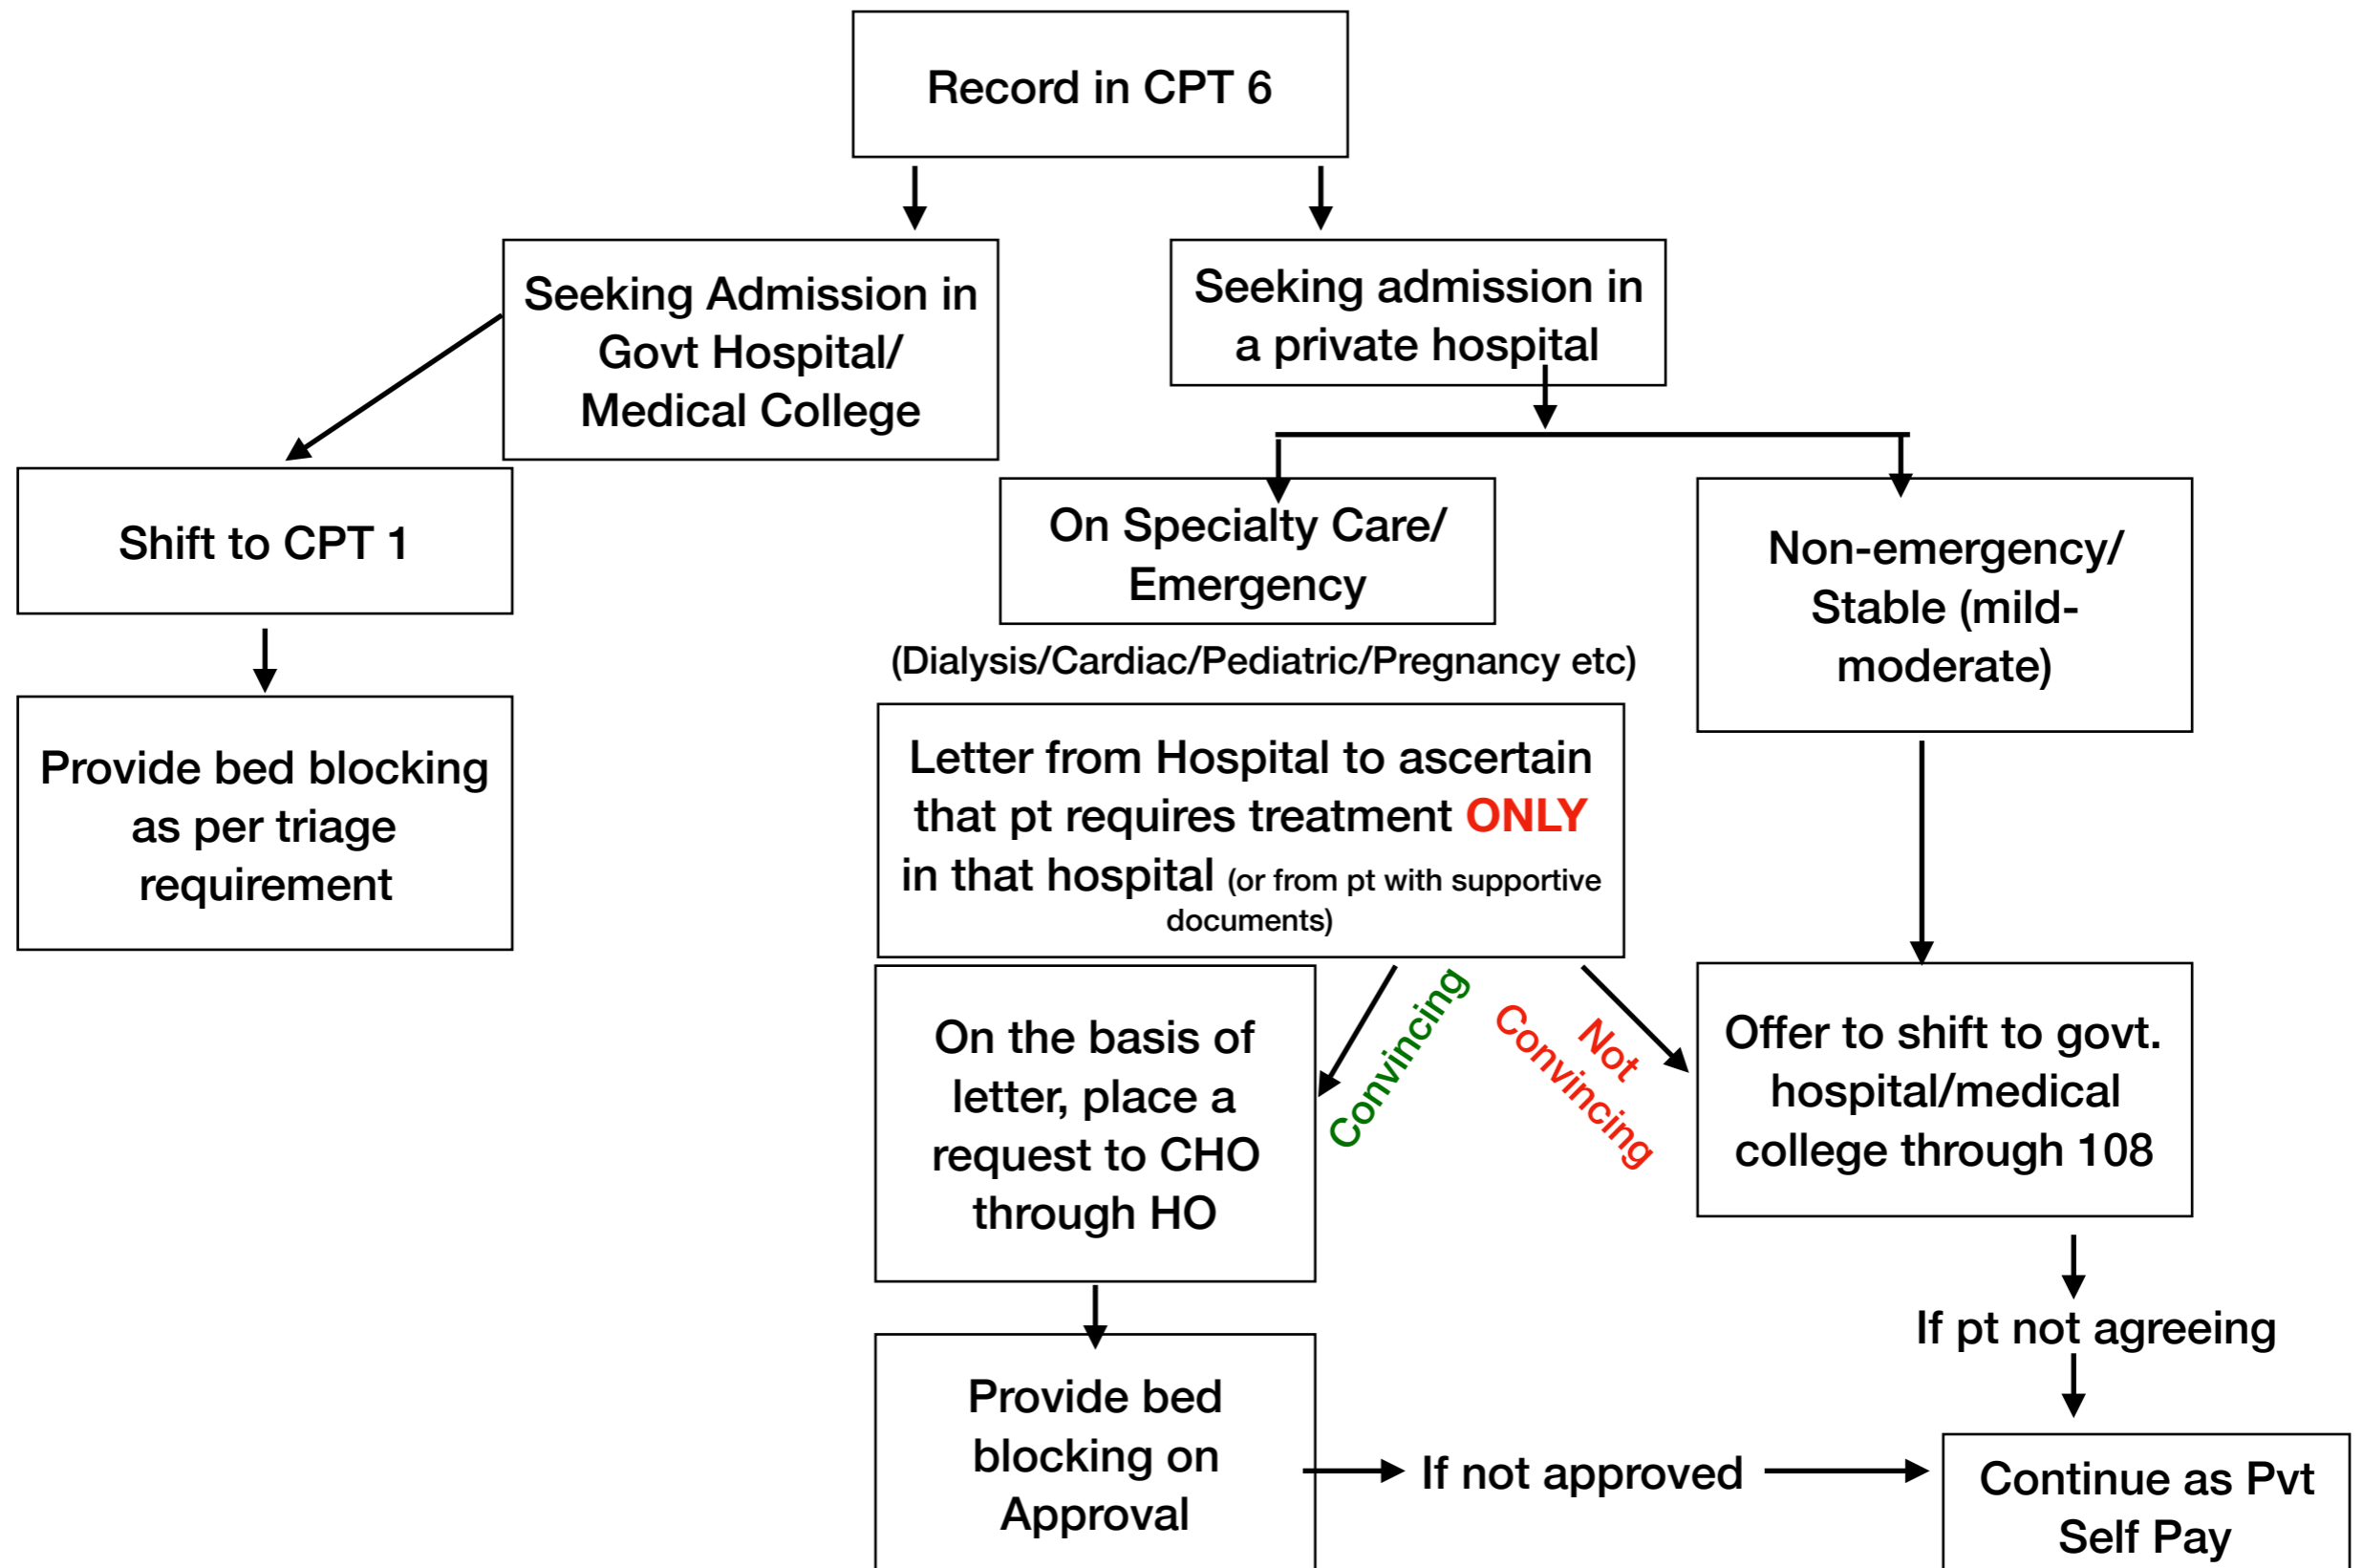 Record in CPT 6
Seeking Admission in
Govt Hospital/
Medical College
Seeking admission in
a private hospital
Shift to CPT 1
On Specialty Care/
Emergency
Non-emergency/
Stable (mild-
moderate)
(Dialysis/Cardiac/Pediatric/Pregnancy etc)
Provide bed blocking
as per triage
requirement
Letter from Hospital to ascertain
that pt requires treatment ONLY
in that hospital (or from pt with supportive
documents)
Convincing
Not
Convincing
On the basis of
letter, place a
request to CHO
through HO
Offer to shift to govt.
hospital/medical
college through 108
If pt not agreeing
Provide bed
blocking on
Approval
If not approved
Continue as Pvt
Self Pay